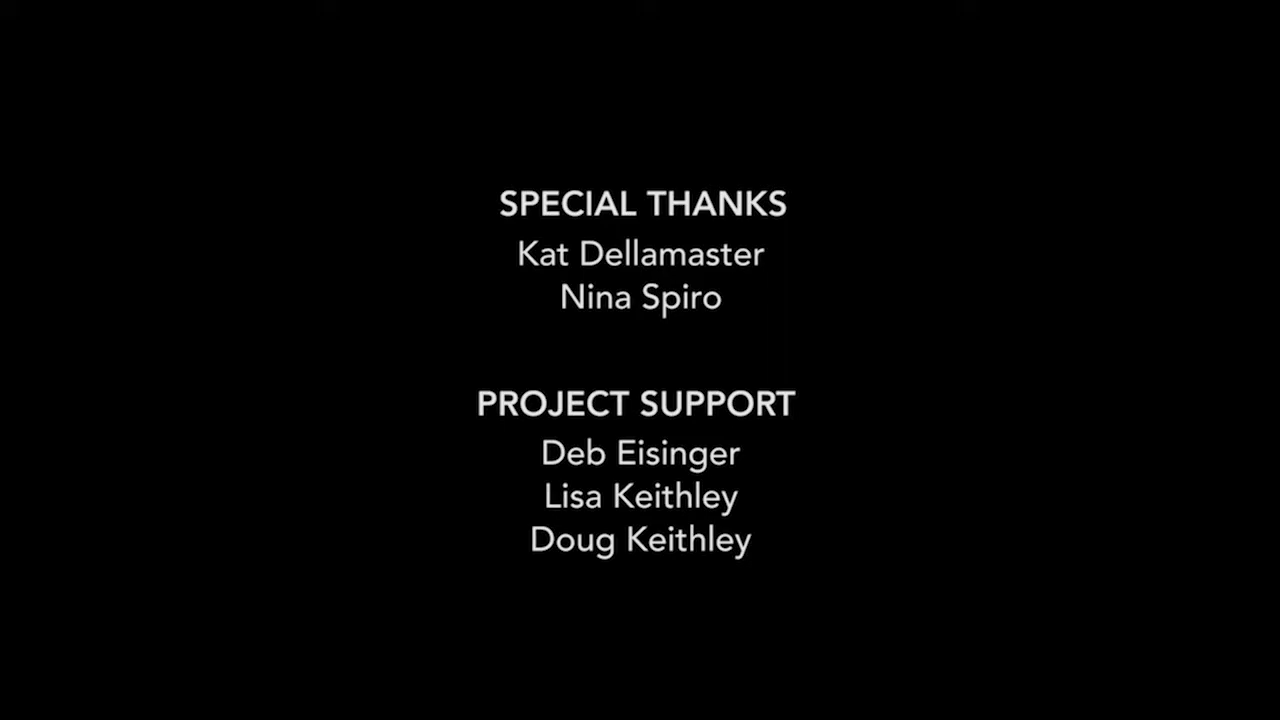 SPECIAL THANKS
Kat Dellamaster
Nina Spiro
PROJECT SUPPORT
Deb Eisinger
Lisa Keithley
Doug Keithley